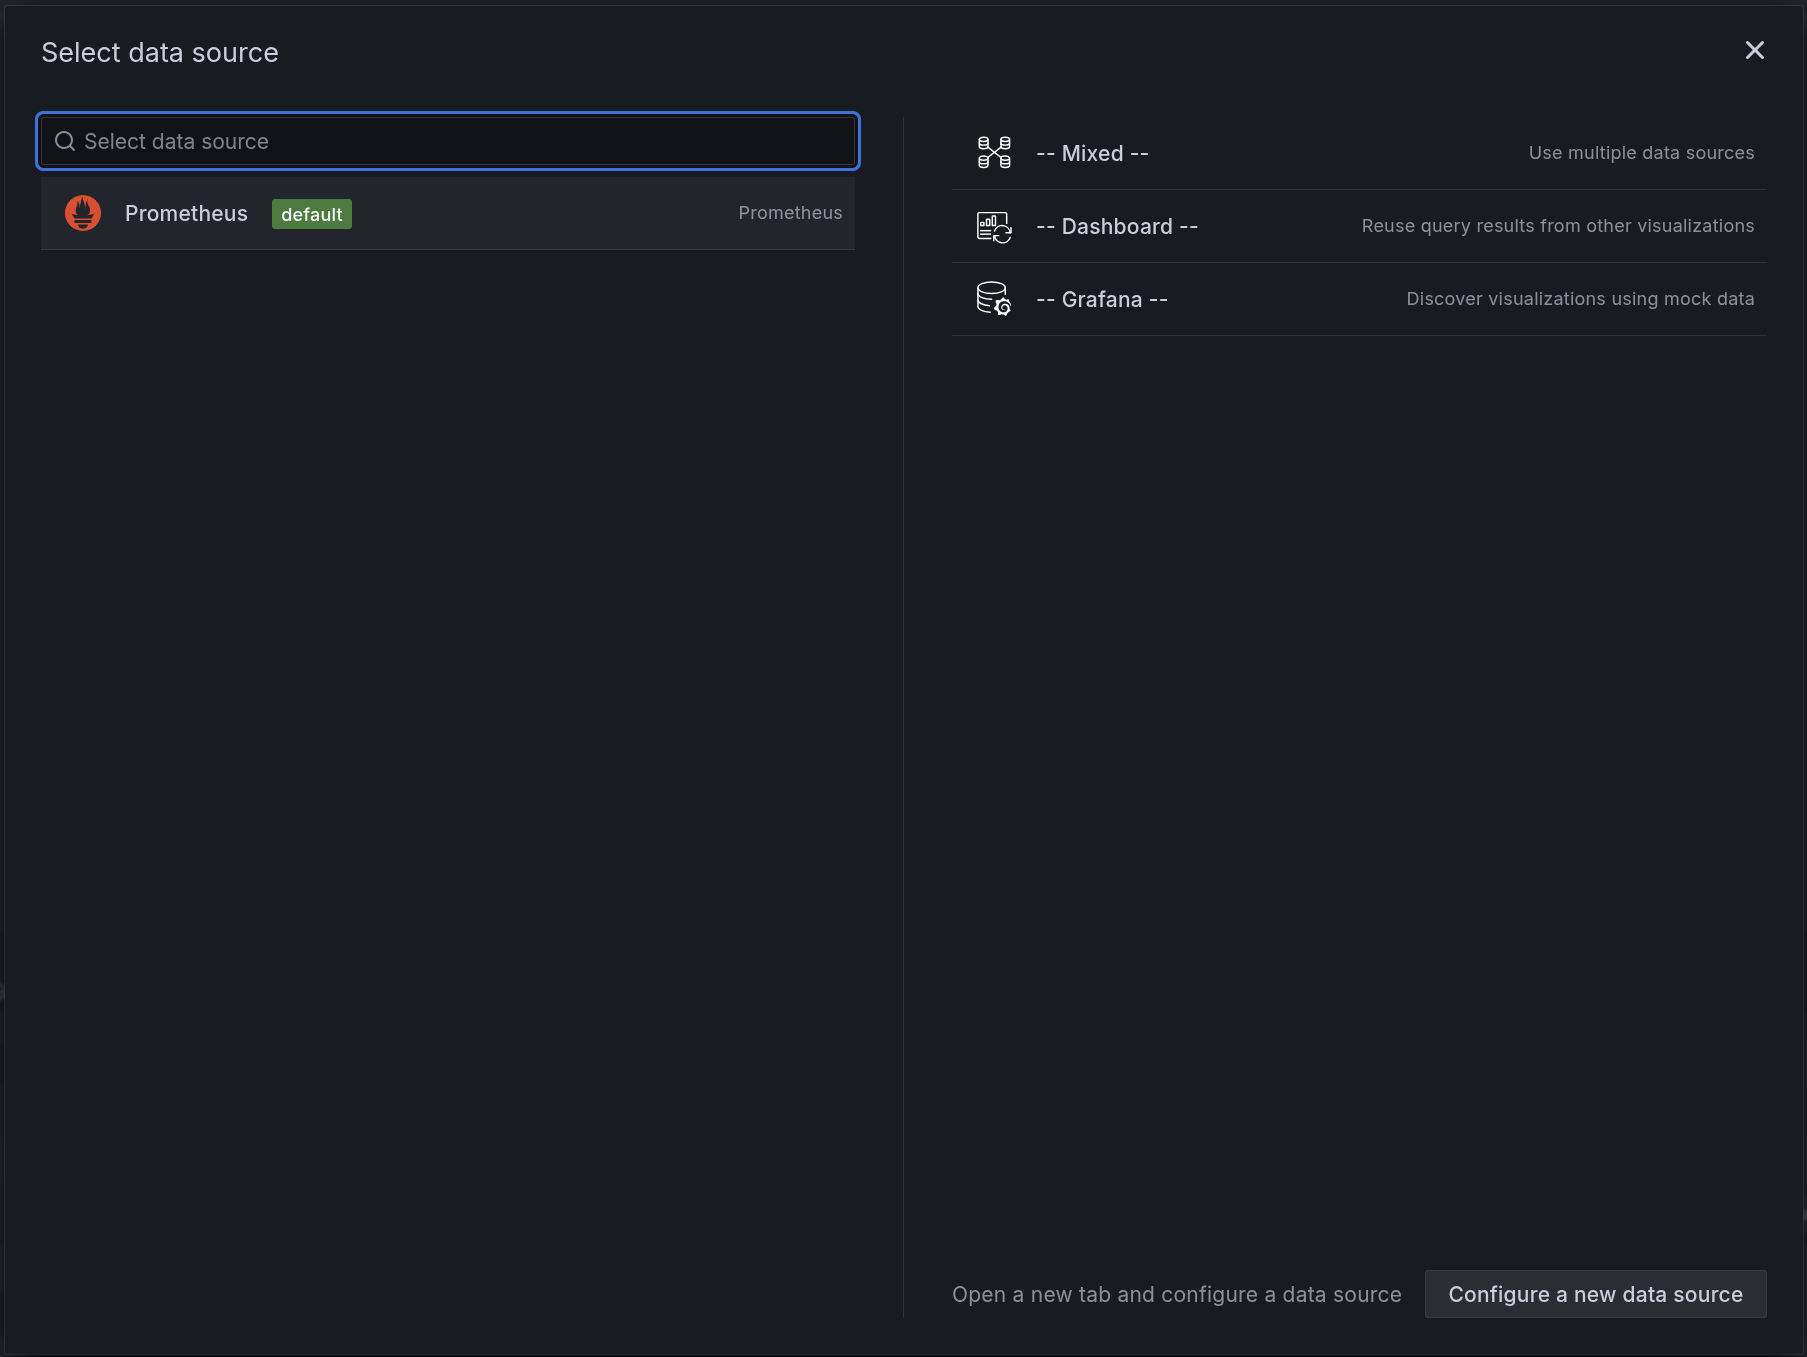 Select data source
Select data source
Prometheus default Prometheus
-- Mixed -- Use multiple data sources
-- Dashboard -- Reuse query results from other visualizations
-- Grafana -- Discover visualizations using mock data
Open a new tab and configure a data source Configure a new data source